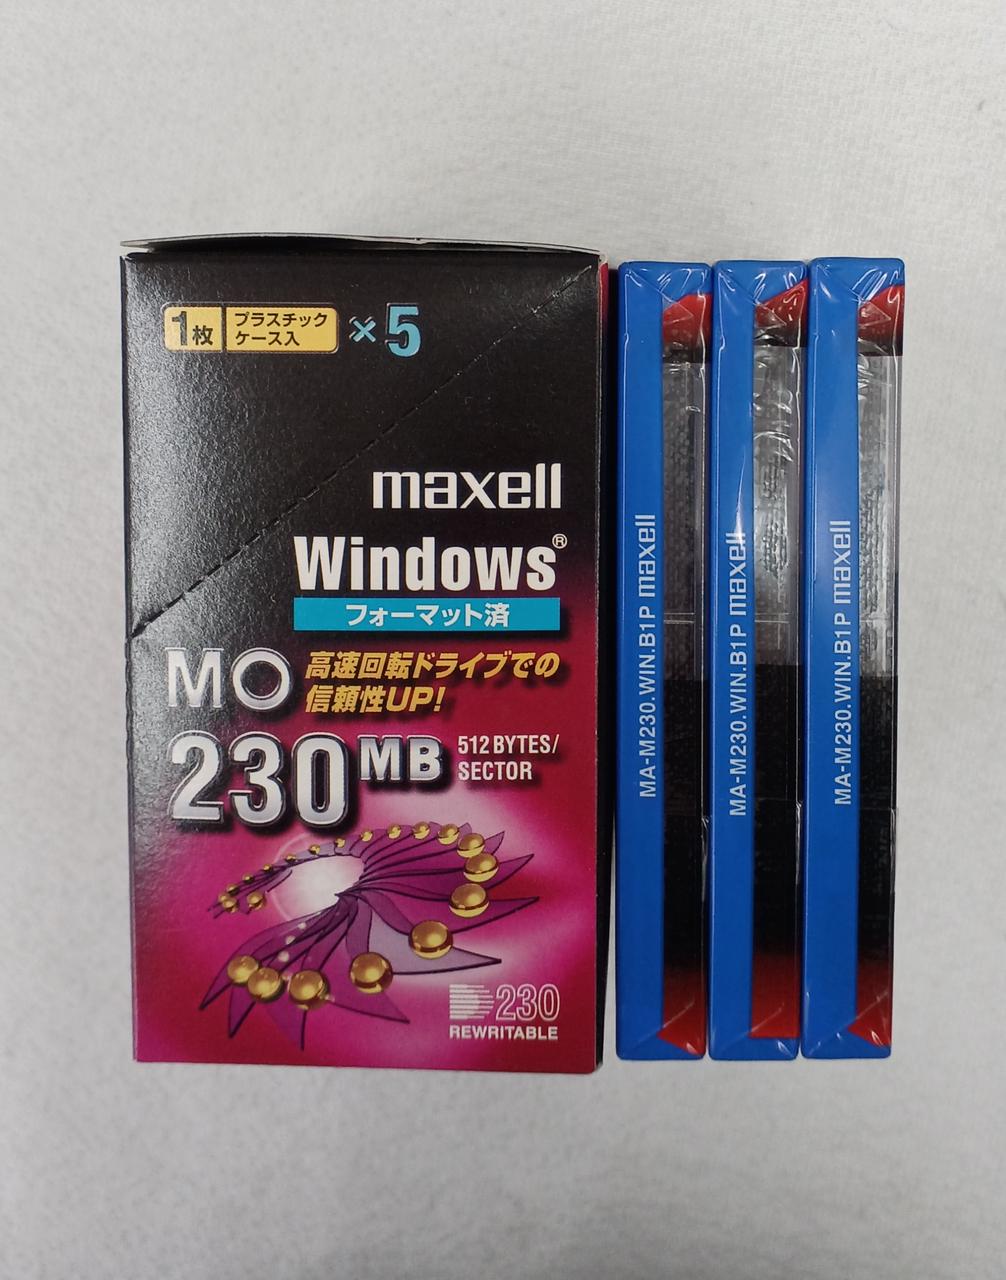 1枚
プラスチック
ケース入
×5
maxell
Windows®
フォーマット済
MO
高速回転ドライブでの
信頼性UP!
230MB
512 BYTES/
SECTOR
230
REWRITABLE
MA-M230.WIN.B1P maxell
MA-M230.WIN.B1P maxell
MA-M230.WIN.B1P maxell